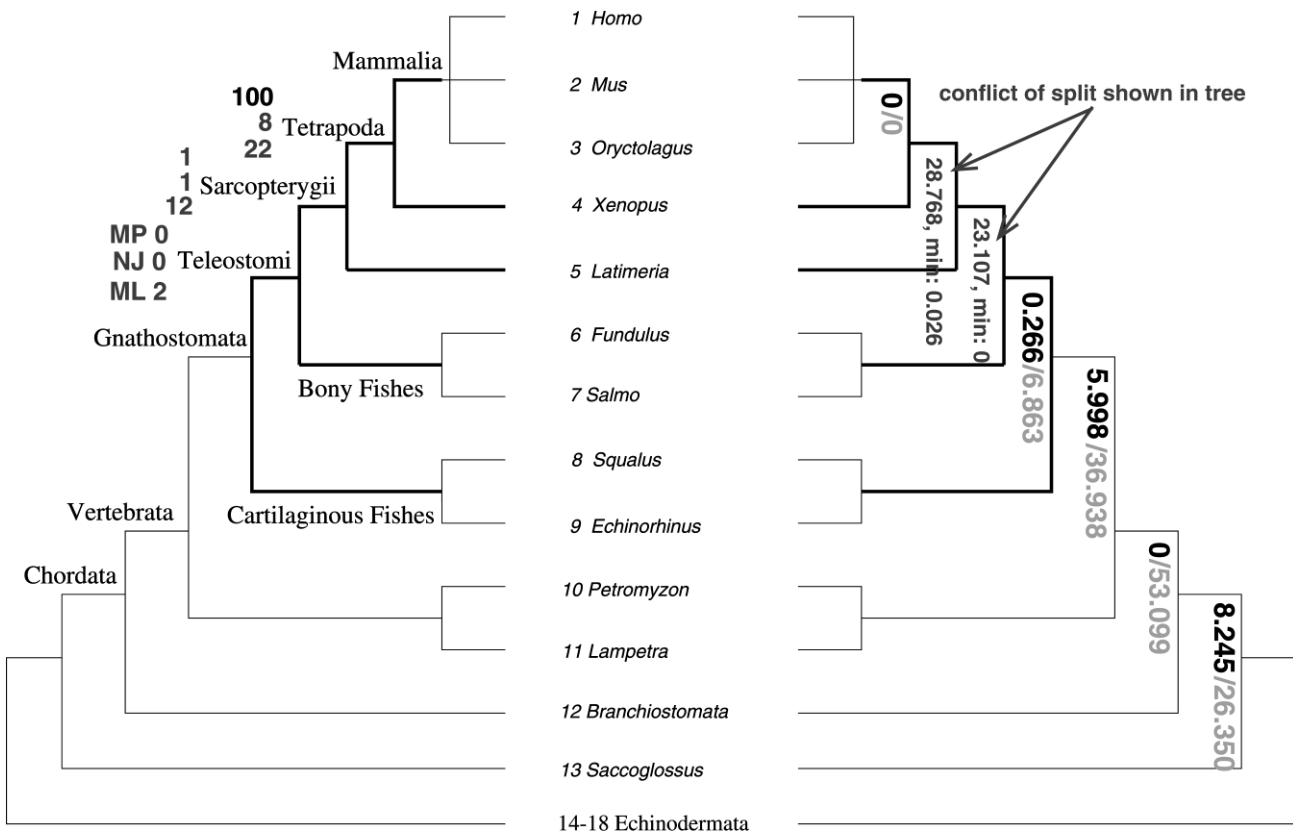 1 Homo
Mammalia
2 Mus
conflict of split shown in tree
100
8
22
Tetrapoda
0/0
3 Oryctolagus
1
1
12
Sarcopterygii
28.768, min: 0.026
4 Xenopus
23.107, min: 0
MP 0
NJ 0
ML 2
Teleostomi
5 Latimeria
0.266/6.863
Gnathostomata
6 Fundulus
Bony Fishes
7 Salmo
5.998/36.938
8 Squalus
Vertebrata
Cartilaginous Fishes
9 Echinorhinus
0/53.099
Chordata
10 Petromyzon
8.245/26.350
11 Lampetra
12 Branchiostomata
13 Saccoglossus
14-18 Echinodermata